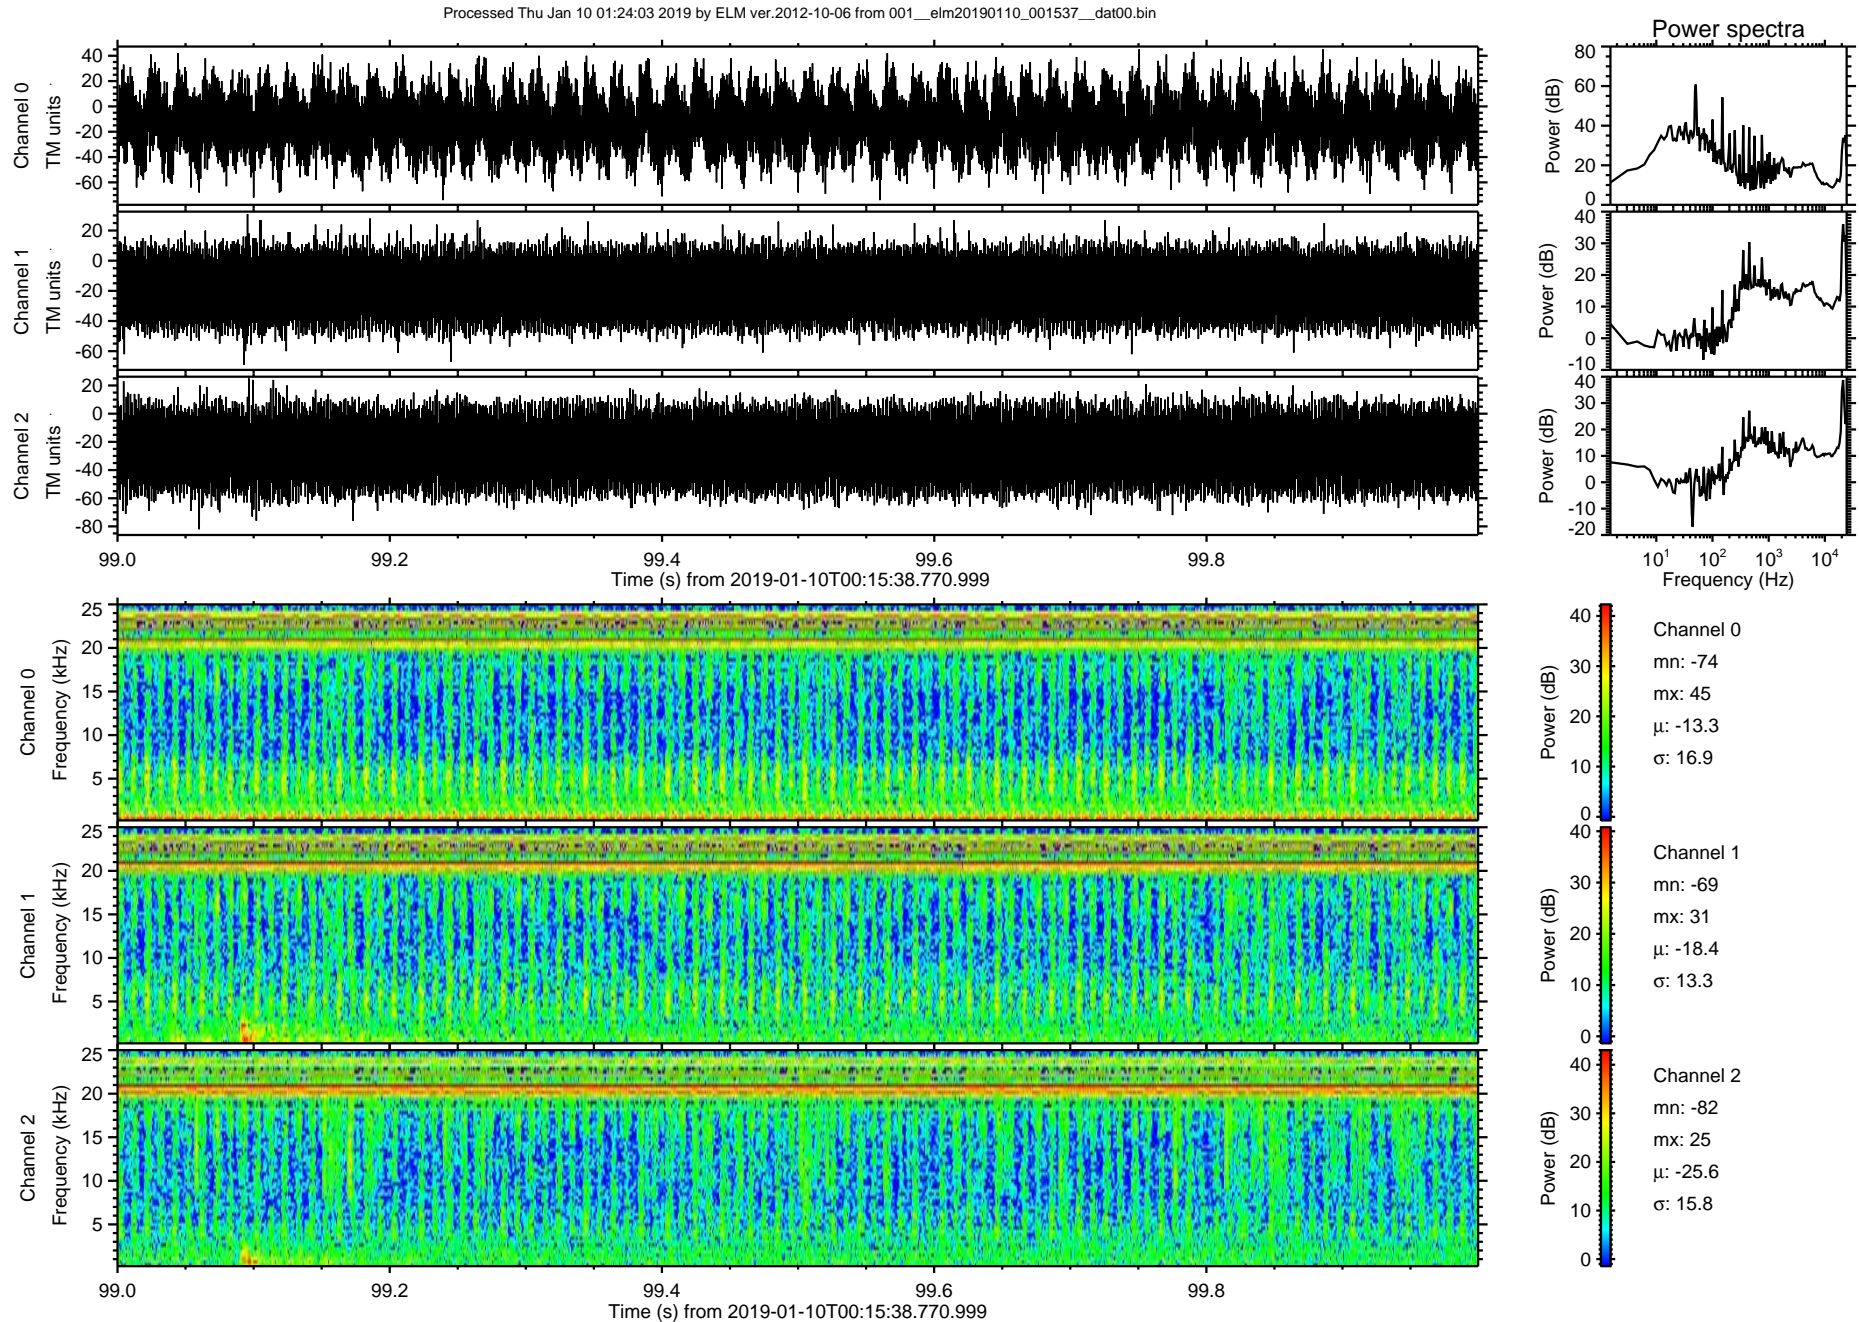 Processed Thu Jan 10 01:24:03 2019 by ELM ver.2012-10-06 from 001__elm20190110_001537__dat00.bin
Power spectra
Channel 0
TM units
40
20
0
-20
-40
-60
Power (dB)
80
60
40
20
0
Channel 1
TM units
20
0
-20
-40
-60
Power (dB)
40
30
20
10
0
-10
Channel 2
TM units
20
0
-20
-40
-60
-80
Power (dB)
40
30
20
10
0
-10
-20
99.0 99.2 99.4 99.6 99.8
Time (s) from 2019-01-10T00:15:38.770.999
10^1 10^2 10^3 10^4
Frequency (Hz)
Channel 0
Frequency (kHz)
25
20
15
10
5
Power (dB)
40
30
20
10
0
Channel 0
mn: -74
mx: 45
μ: -13.3
σ: 16.9
Channel 1
Frequency (kHz)
25
20
15
10
5
Power (dB)
40
30
20
10
0
Channel 1
mn: -69
mx: 31
μ: -18.4
σ: 13.3
Channel 2
Frequency (kHz)
25
20
15
10
5
Power (dB)
40
30
20
10
0
Channel 2
mn: -82
mx: 25
μ: -25.6
σ: 15.8
99.0 99.2 99.4 99.6 99.8
Time (s) from 2019-01-10T00:15:38.770.999